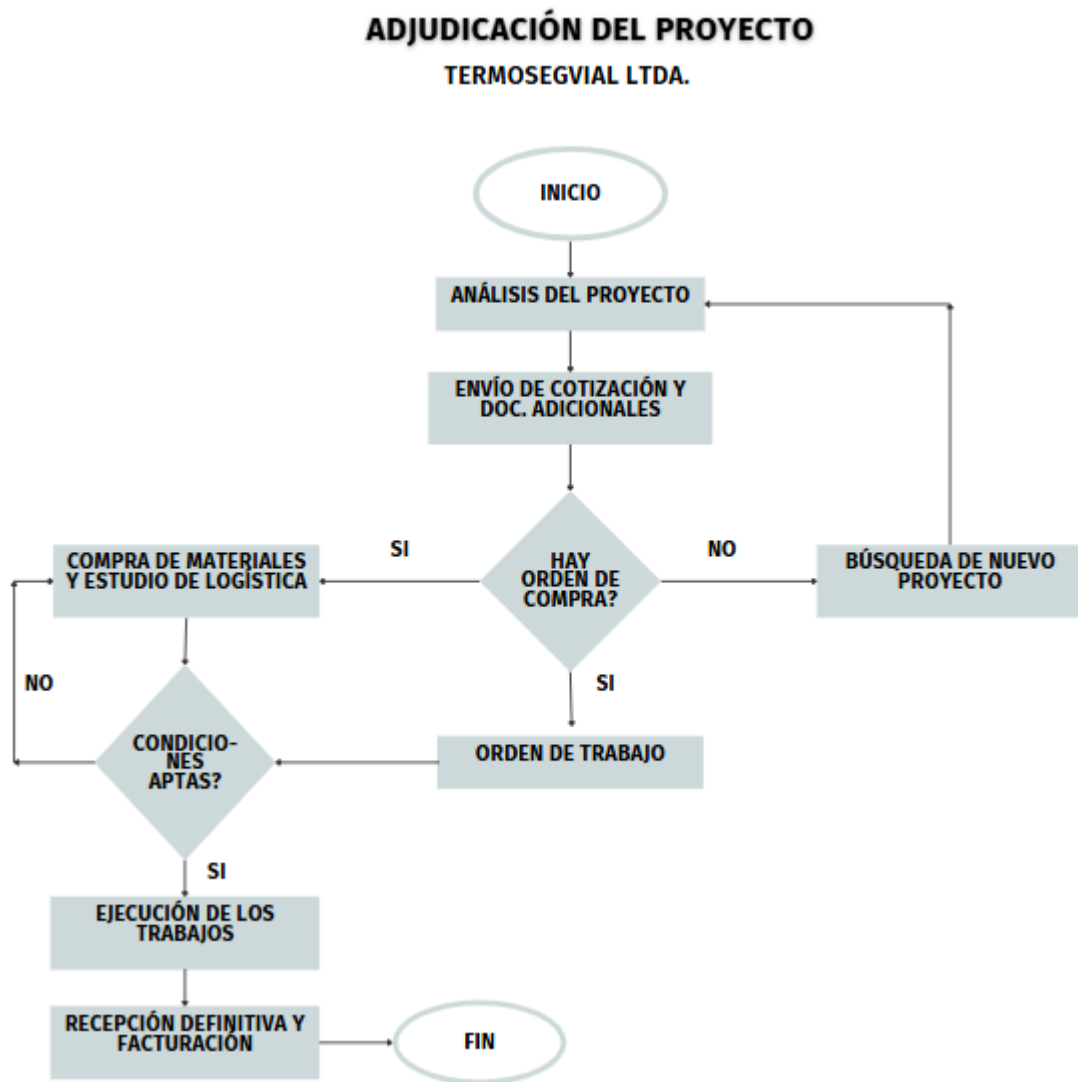 ADJUDICACIÓN DEL PROYECTO
TERMOSEGVIAL LTDA.
INICIO
ANÁLISIS DEL PROYECTO
ENVÍO DE COTIZACIÓN Y
DOC. ADICIONALES
HAY
ORDEN DE
COMPRA?
SI
NO
COMPRA DE MATERIALES
Y ESTUDIO DE LOGÍSTICA
BÚSQUEDA DE NUEVO
PROYECTO
SI
NO
ORDEN DE TRABAJO
CONDICIO-
NES
APTAS?
SI
EJECUCIÓN DE LOS
TRABAJOS
RECEPCIÓN DEFINITIVA Y
FACTURACIÓN
FIN